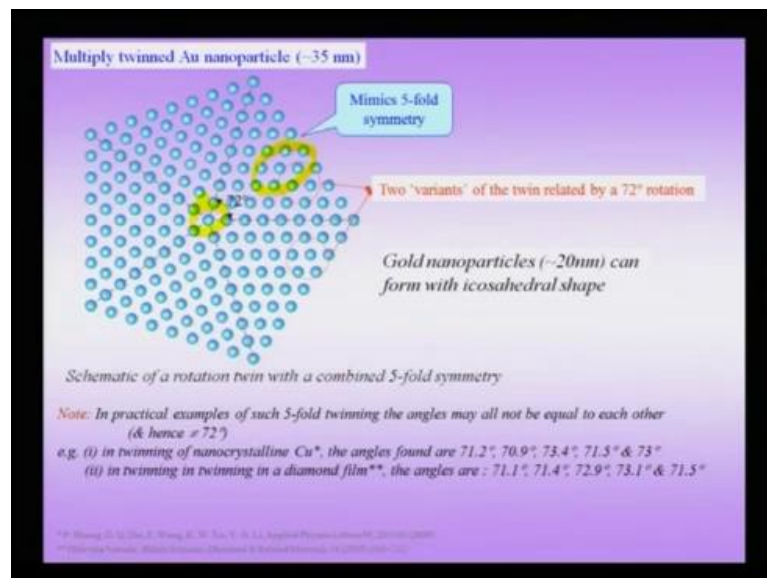 Multiply twinned Au nanoparticle (~35 nm)
Mimics 5-fold
symmetry
72°
Two 'variants' of the twin related by a 72° rotation
Gold nanoparticles (~20nm) can
form with icosahedral shape
Schematic of a rotation twin with a combined 5-fold symmetry
Note: In practical examples of such 5-fold twinning the angles may all not be equal to each other
(& hence ≠ 72°)
e.g. (i) in twinning of nanocrystalline Cu*, the angles found are 71.2°, 70.9°, 73.4°, 71.5° & 73°
(ii) in twinning in twinning in a diamond film**, the angles are : 71.1°, 71.4°, 72.9°, 73.1° & 71.5°